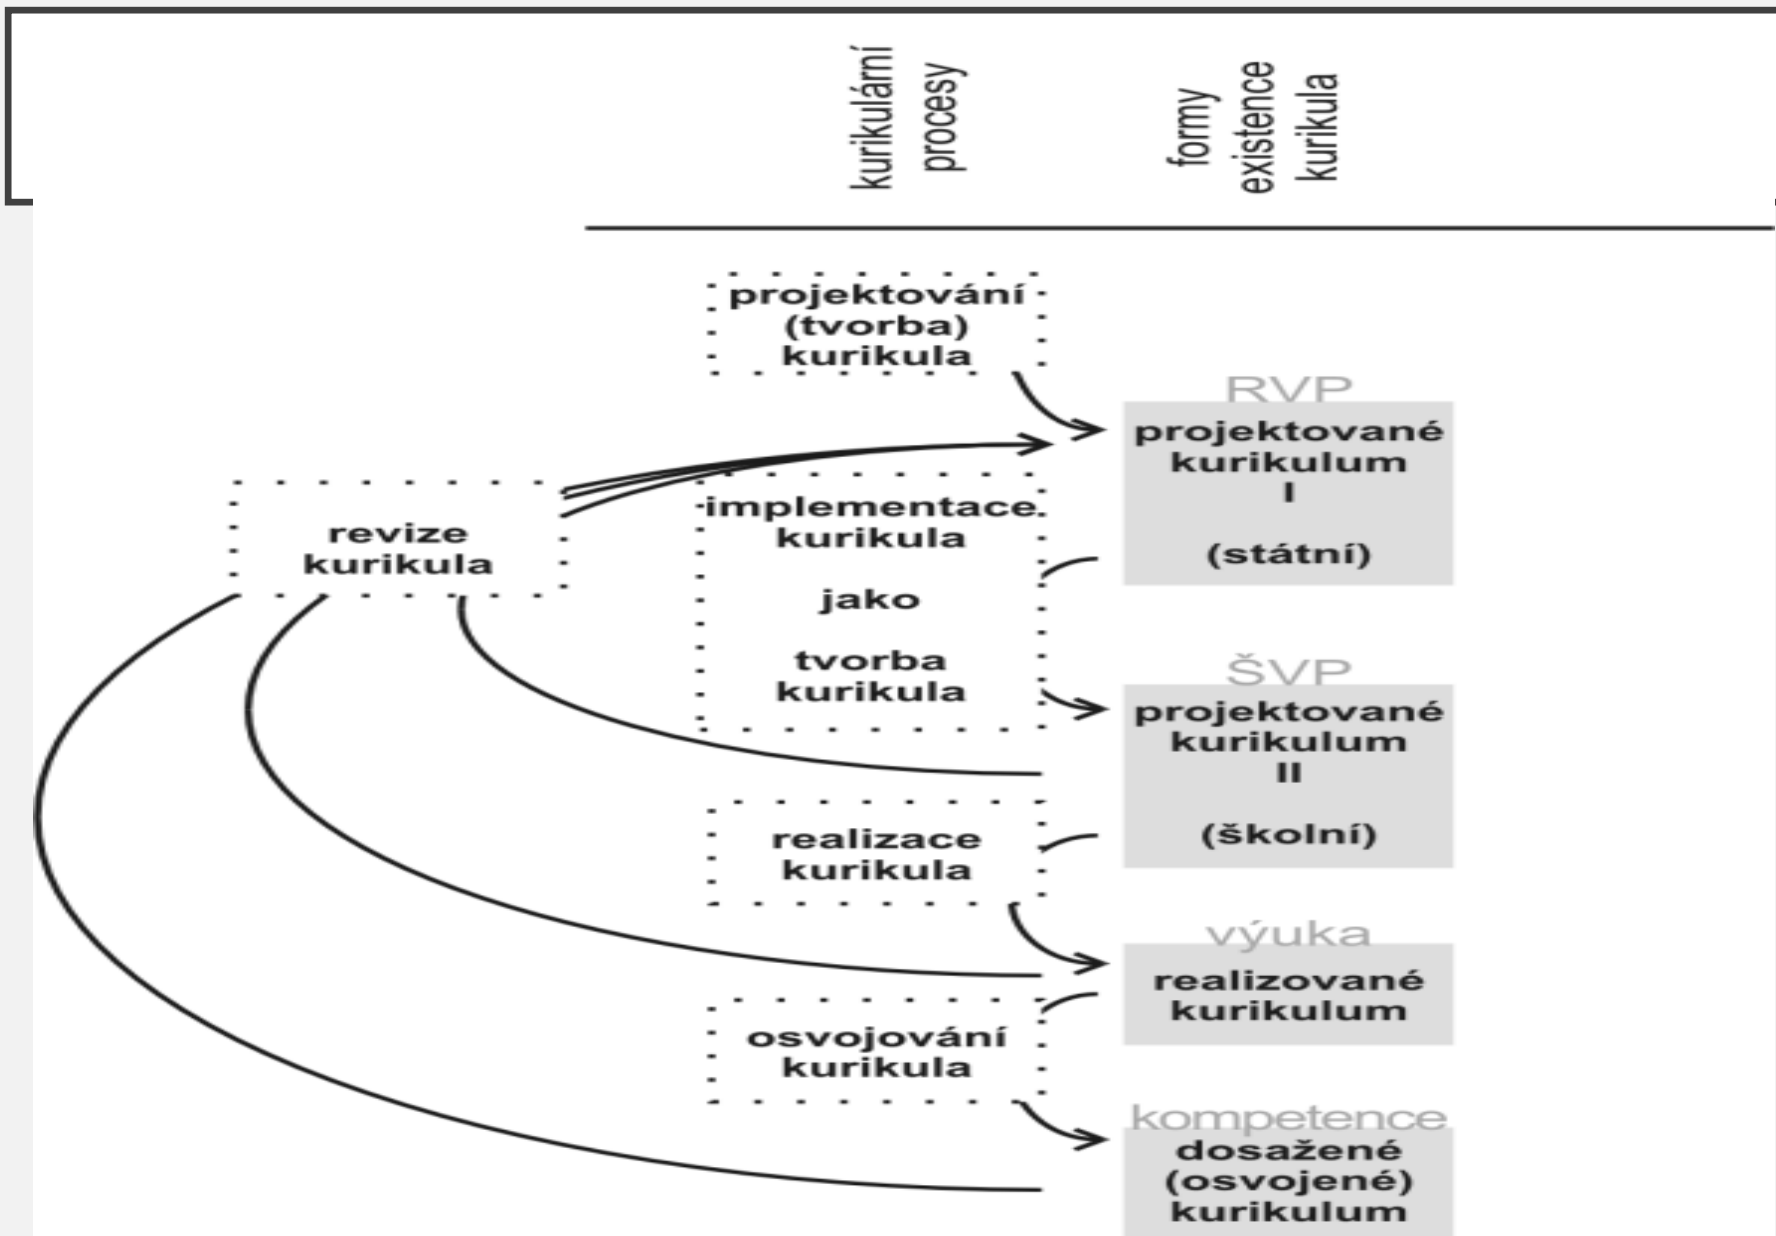 kurikulární
procesy
formy
existence
kurikula
projektování
(tvorba)
kurikula
RVP
projektované
kurikulum
I
(státní)
revize
kurikula
implementace
kurikula
jako
tvorba
kurikula
ŠVP
projektované
kurikulum
II
(školní)
realizace
kurikula
výuka
realizované
kurikulum
osvojování
kurikula
kompetence
dosažené
(osvojené)
kurikulum